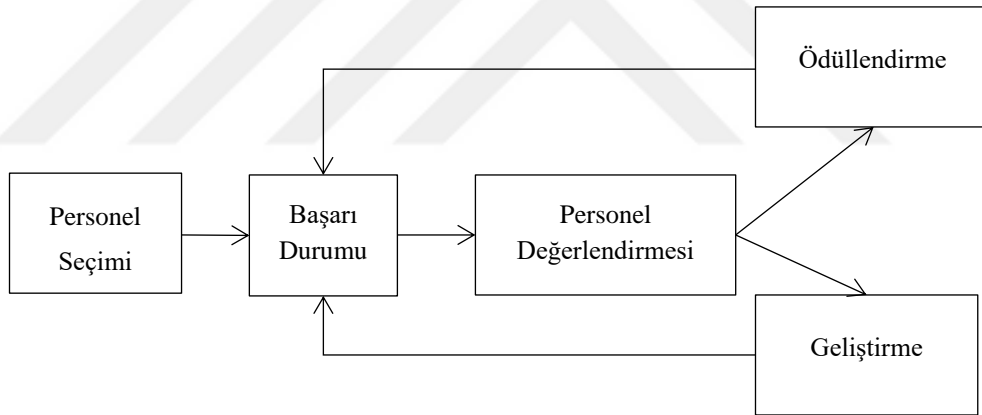 Ödüllendirme
Personel
Seçimi
Başarı
Durumu
Personel
Değerlendirmesi
Geliştirme